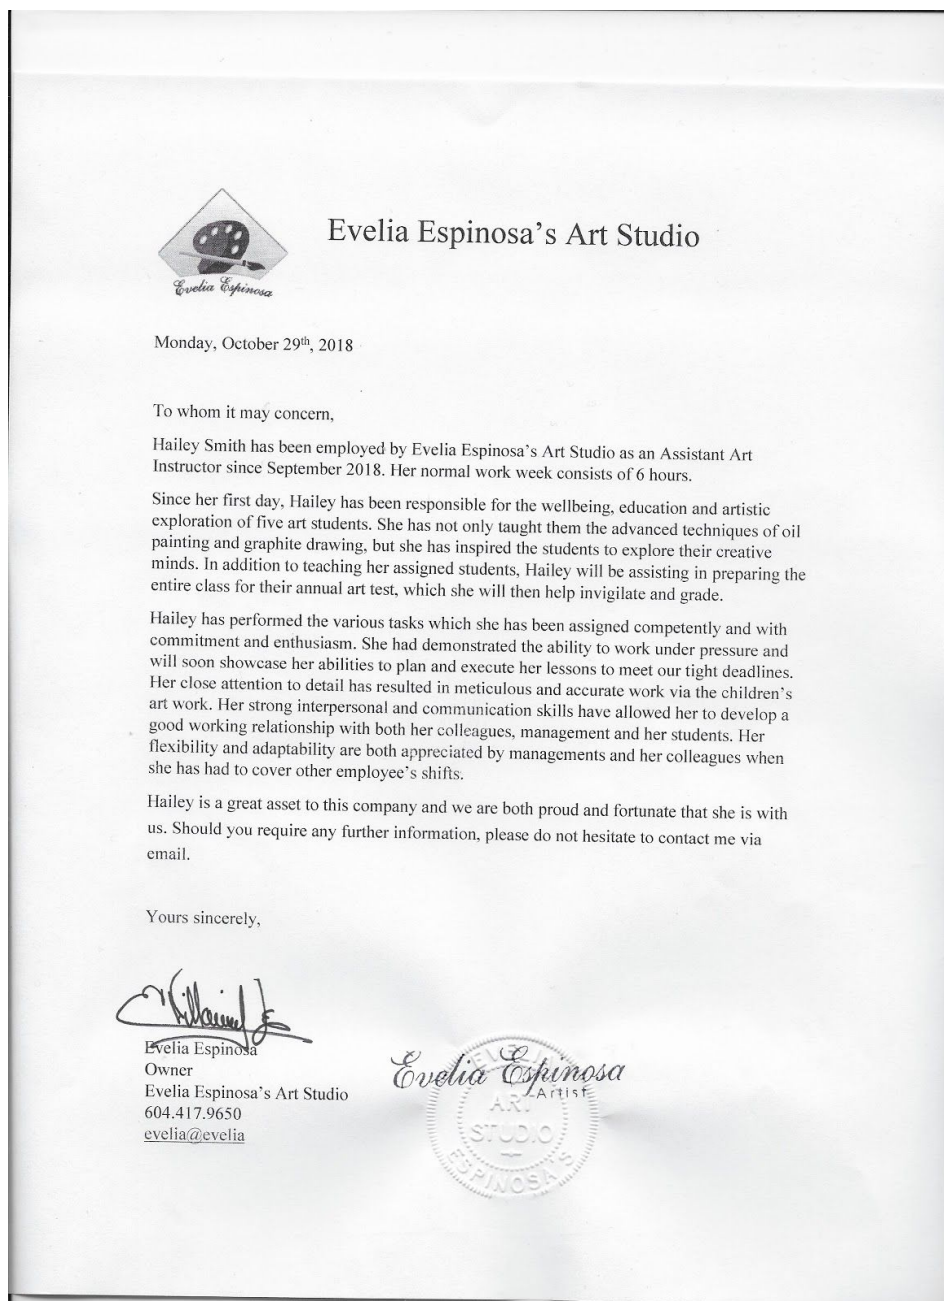 Evelia Espinosa's Art Studio
Evelia Espinosa
Monday, October 29th, 2018
To whom it may concern,
Hailey Smith has been employed by Evelia Espinosa's Art Studio as an Assistant Art
Instructor since September 2018. Her normal work week consists of 6 hours.
Since her first day, Hailey has been responsible for the wellbeing, education and artistic
exploration of five art students. She has not only taught them the advanced techniques of oil
painting and graphite drawing, but she has inspired the students to explore their creative
minds. In addition to teaching her assigned students, Hailey will be assisting in preparing the
entire class for their annual art test, which she will then help invigilate and grade.
Hailey has performed the various tasks which she has been assigned competently and with
commitment and enthusiasm. She had demonstrated the ability to work under pressure and
will soon showcase her abilities to plan and execute her lessons to meet our tight deadlines.
Her close attention to detail has resulted in meticulous and accurate work via the children's
art work. Her strong interpersonal and communication skills have allowed her to develop a
good working relationship with both her colleagues, management and her students. Her
flexibility and adaptability are both appreciated by managements and her colleagues when
she has had to cover other employee's shifts.
Hailey is a great asset to this company and we are both proud and fortunate that she is with
us. Should you require any further information, please do not hesitate to contact me via
email.
Yours sincerely,
Evelia Espinosa
Owner
Evelia Espinosa's Art Studio
604.417.9650
evelia@evelia
Evelia Espinosa
-Artist
EVELIA
ART
STUDIO
ESPINOSA'S